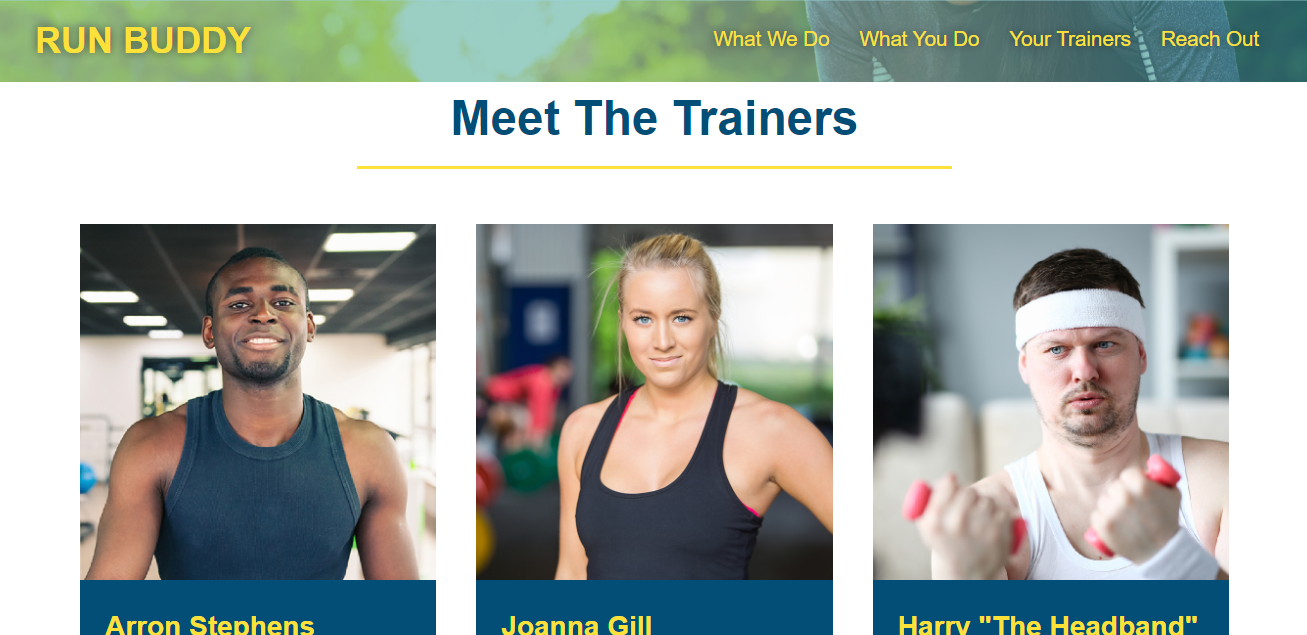 RUN BUDDY
What We Do What You Do Your Trainers Reach Out
Meet The Trainers
Arron Stephens
Joanna Gill
Harry "The Headband"